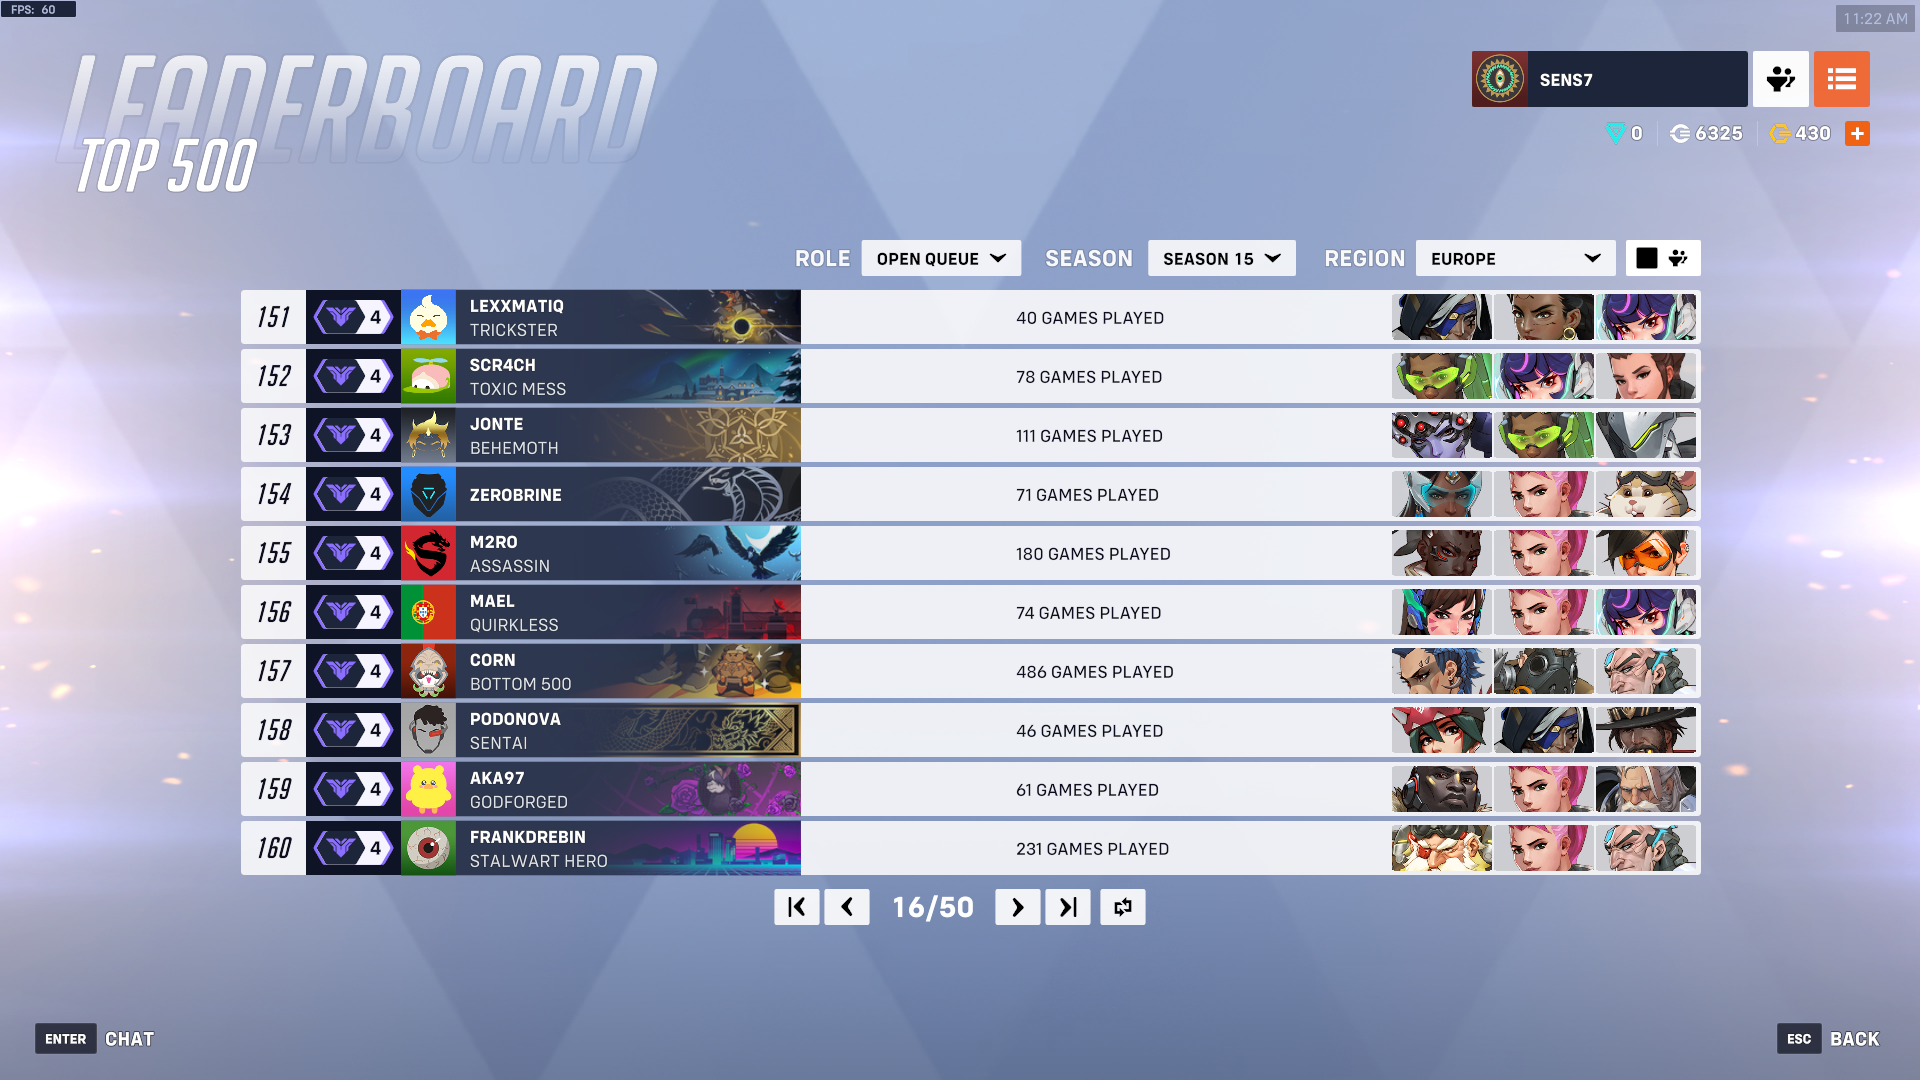 FPS: 60
11:22 AM
LEADERBOARD
TOP 500
SENS7
0
6325
430
ROLE
OPEN QUEUE
SEASON
SEASON 15
REGION
EUROPE
151
4
LEXXMATIQ
TRICKSTER
40 GAMES PLAYED
152
4
SCR4CH
TOXIC MESS
78 GAMES PLAYED
153
4
JONTE
BEHEMOTH
111 GAMES PLAYED
154
4
ZEROBRINE
71 GAMES PLAYED
155
4
M2RO
ASSASSIN
180 GAMES PLAYED
156
4
MAEL
QUIRKLESS
74 GAMES PLAYED
157
4
CORN
BOTTOM 500
486 GAMES PLAYED
158
4
PODONOVA
SENTAI
46 GAMES PLAYED
159
4
AKA97
GODFORGED
61 GAMES PLAYED
160
4
FRANKDREBIN
STALWART HERO
231 GAMES PLAYED
16/50
ENTER CHAT
ESC BACK